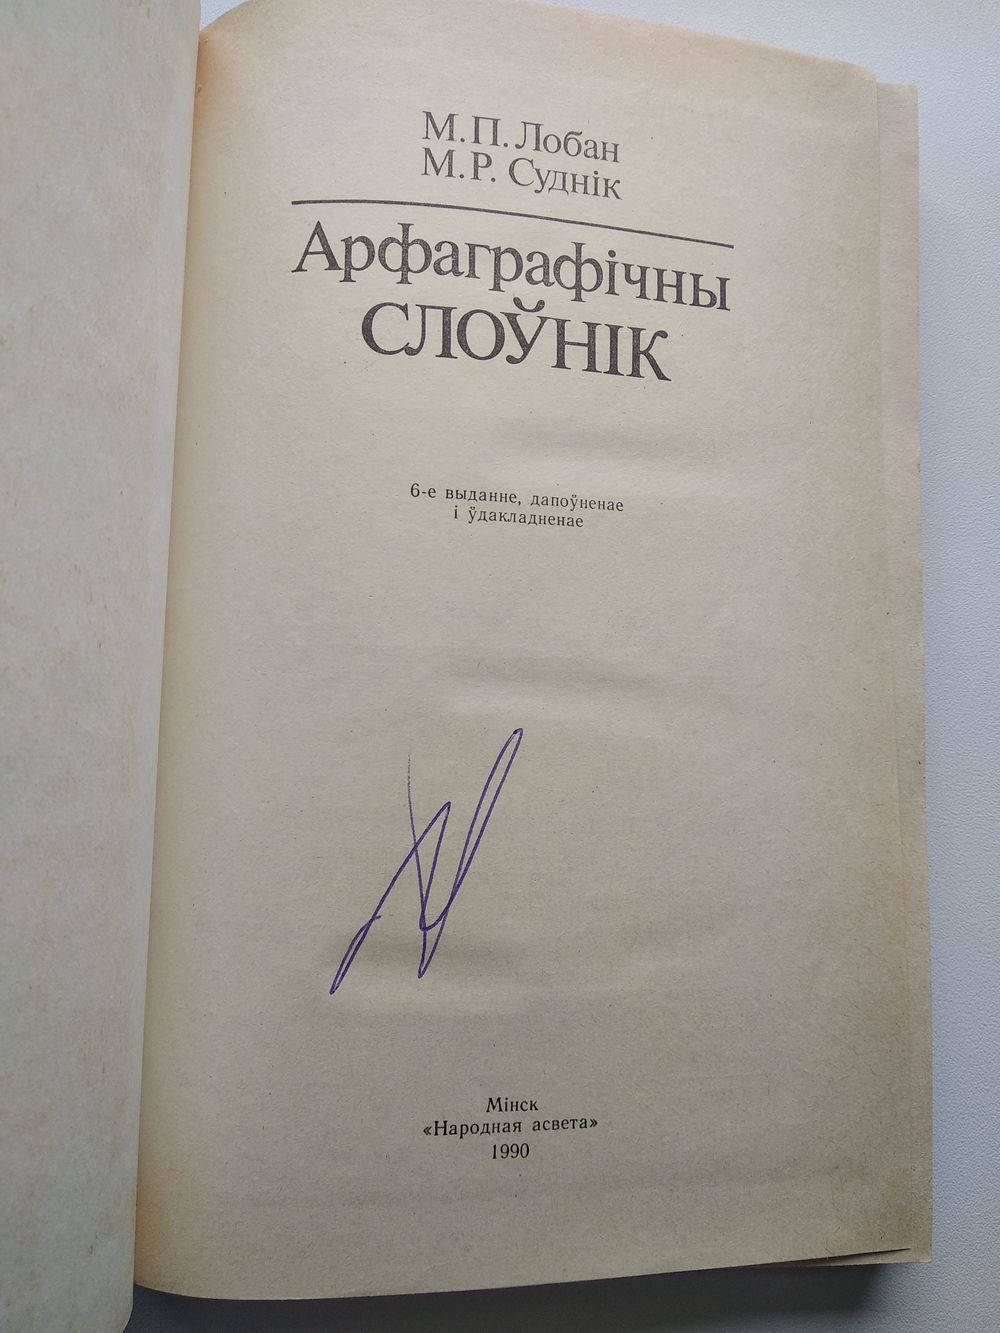 М.П. Лобан
М.Р. Суднік
Арфаграфічны
СЛОЎНІК
6-е выданне, дапоўненае
і ўдакладненае
Мінск
«Народная асвета»
1990